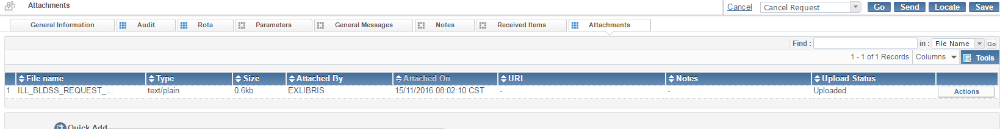 Attachments
Cancel Cancel Request Go Send Locate Save
General Information Audit Rota Parameters General Messages Notes Received Items Attachments
Find : in : File Name Go
1 - 1 of 1 Records Columns Tools
File name Type Size Attached By Attached On URL Notes Upload Status
1 ILL_BLDSS_REQUEST_... text/plain 0.6kb EXLIBRIS 15/11/2016 08:02:10 CST - - Uploaded Actions
Quick Add